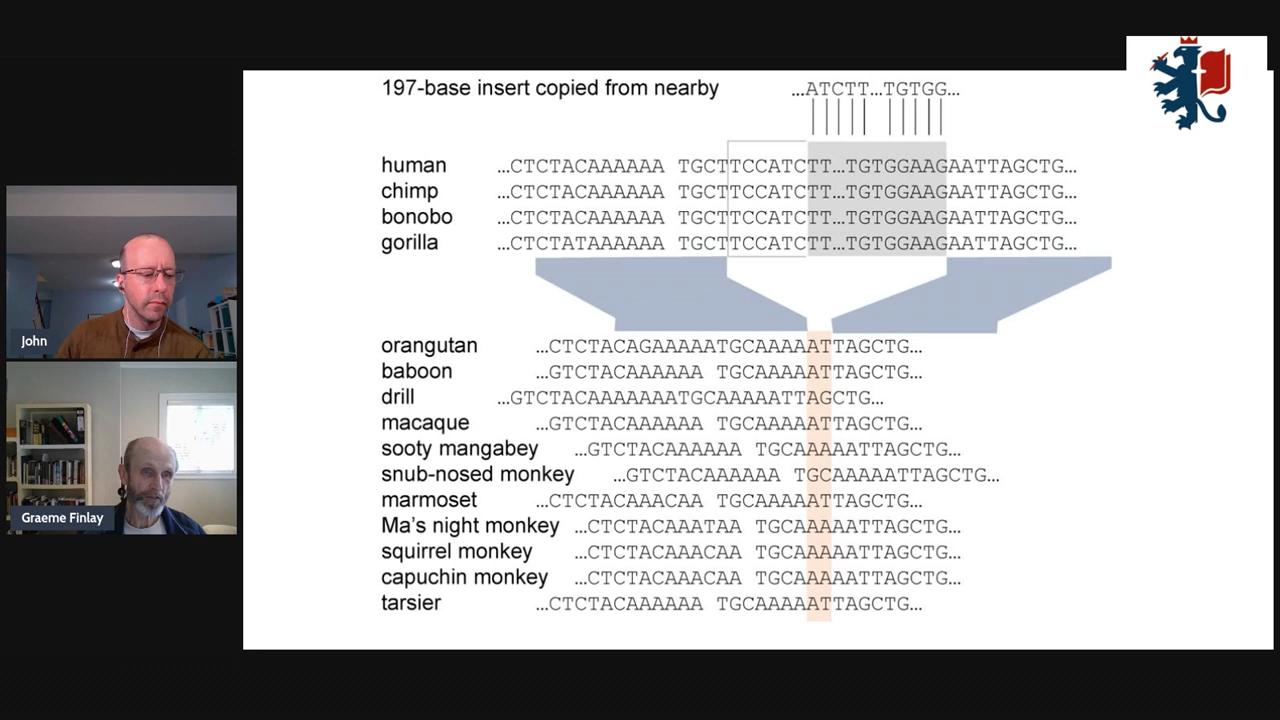 197-base insert copied from nearby ...ATCTT...TGTGG...
human ...CTCTACAAAAAA TGCTTCCATCTT...TGTGGAAGAATTAGCTG...
chimp ...CTCTACAAAAAA TGCTTCCATCTT...TGTGGAAGAATTAGCTG...
bonobo ...CTCTACAAAAAA TGCTTCCATCTT...TGTGGAAGAATTAGCTG...
gorilla ...CTCTATAAAAAA TGCTTCCATCTT...TGTGGAAGAATTAGCTG...
John
orangutan ...CTCTACAGAAAAATGCAAAAATTAGCTG...
baboon ...GTCTACAAAAAA TGCAAAAATTAGCTG...
drill ...GTCTACAAAAAAATGCAAAAATTAGCTG...
macaque ...GTCTACAAAAAA TGCAAAAATTAGCTG...
sooty mangabey ...GTCTACAAAAAA TGCAAAAATTAGCTG...
snub-nosed monkey ...GTCTACAAAAAA TGCAAAAATTAGCTG...
marmoset ...CTCTACAAACAA TGCAAAAATTAGCTG...
Graeme Finlay
Ma's night monkey ...CTCTACAAATAA TGCAAAAATTAGCTG...
squirrel monkey ...CTCTACAAACAA TGCAAAAATTAGCTG...
capuchin monkey ...CTCTACAAACAA TGCAAAAATTAGCTG...
tarsier ...CTCTACAAAAAA TGCAAAAATTAGCTG...